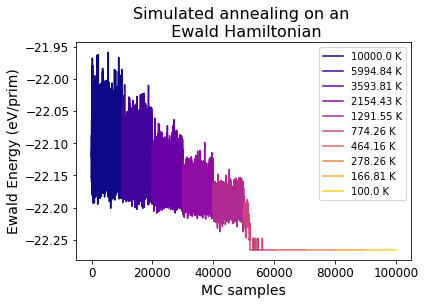 Simulated annealing on an
Ewald Hamiltonian
Ewald Energy (eV/prim)
−21.95
−22.00
−22.05
−22.10
−22.15
−22.20
−22.25
10000.0 K
5994.84 K
3593.81 K
2154.43 K
1291.55 K
774.26 K
464.16 K
278.26 K
166.81 K
100.0 K
0 20000 40000 60000 80000 100000
MC samples